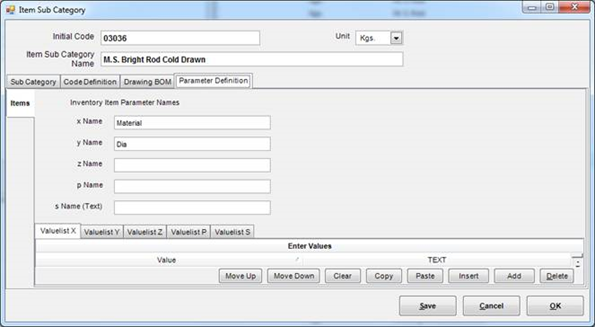 Item Sub Category
Initial Code 03036 Unit Kgs.
Item Sub Category Name M.S. Bright Rod Cold Drawn
Sub Category Code Definition Drawing BOM Parameter Definition
Items Inventory Item Parameter Names
x Name Material
y Name Dia
z Name
p Name
s Name (Text)
Valuelist X Valuelist Y Valuelist Z Valuelist P Valuelist S
Enter Values
Value TEXT
Move Up Move Down Clear Copy Paste Insert Add Delete
Save Cancel OK